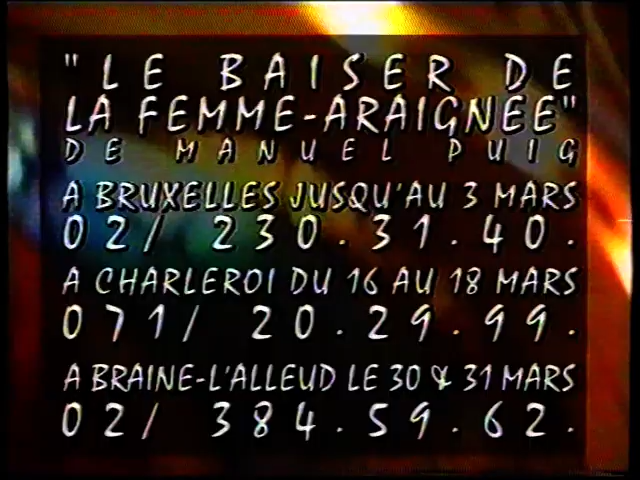 "LE BAISER DE
LA FEMME-ARAIGNÉE"
DE MANUEL PUIG
A BRUXELLES JUSQU'AU 3 MARS
02/ 230.31.40.
A CHARLEROI DU 16 AU 18 MARS
071/ 20.29.99.
A BRAINE-L'ALLEUD LE 30 & 31 MARS
02/ 384.59.62.